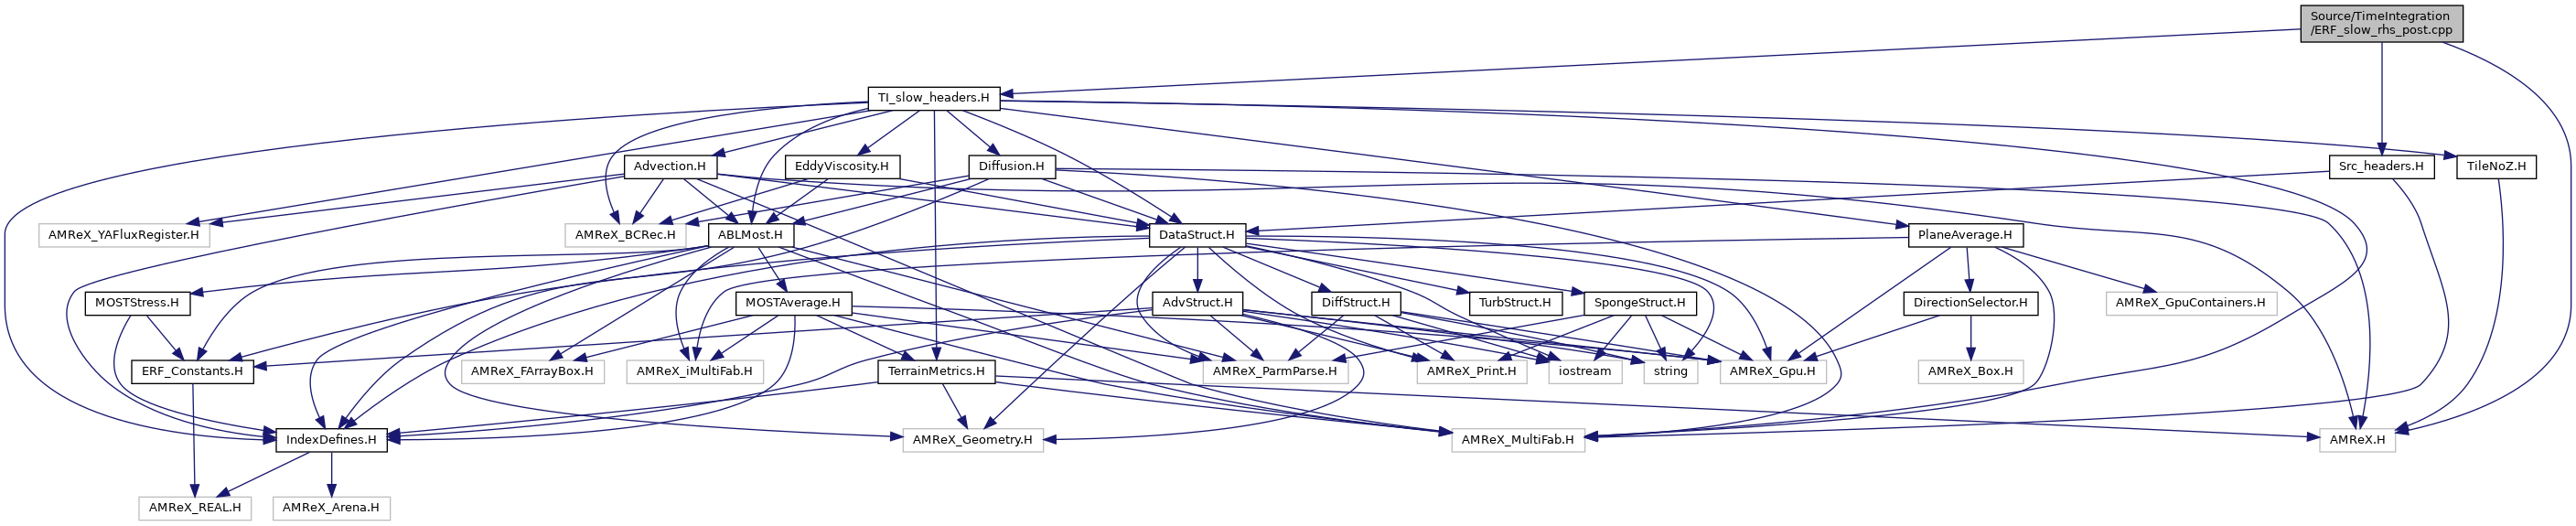 Source/TimeIntegration
/ERF_slow_rhs_post.cpp
TI_slow_headers.H
Advection.H
EddyViscosity.H
Diffusion.H
Src_headers.H
TileNoZ.H
AMReX_YAFluxRegister.H
AMReX_BCRec.H
ABLMost.H
DataStruct.H
PlaneAverage.H
MOSTStress.H
MOSTAverage.H
AdvStruct.H
DiffStruct.H
TurbStruct.H
SpongeStruct.H
DirectionSelector.H
AMReX_GpuContainers.H
ERF_Constants.H
AMReX_FArrayBox.H
AMReX_iMultiFab.H
TerrainMetrics.H
AMReX_ParmParse.H
AMReX_Print.H
iostream
string
AMReX_Gpu.H
AMReX_Box.H
IndexDefines.H
AMReX_Geometry.H
AMReX_MultiFab.H
AMReX.H
AMReX_REAL.H
AMReX_Arena.H